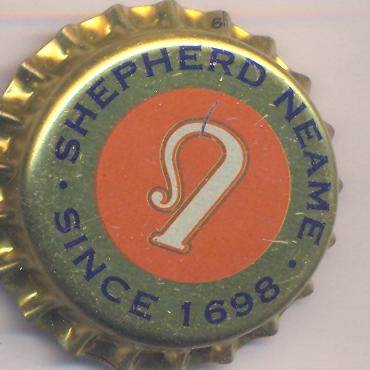 · SHEPHERD NEAME ·
SINCE 1698